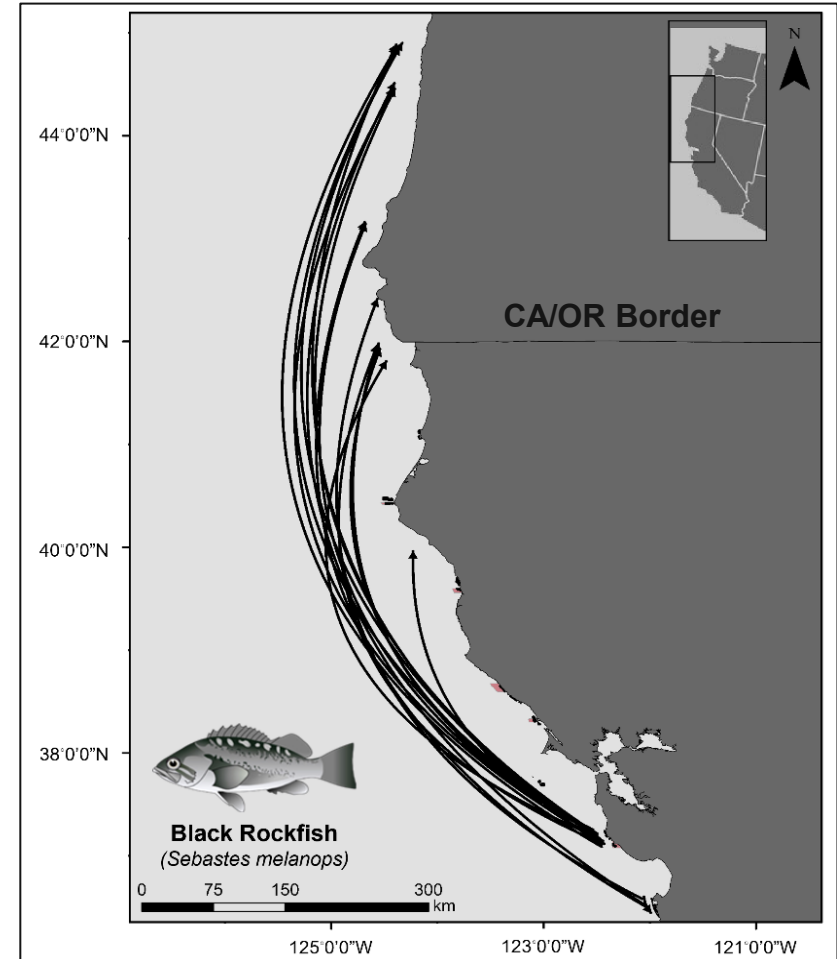 N
44°0'0"N
CA/OR Border
42°0'0"N
40°0'0"N
38°0'0"N
Black Rockfish
(Sebastes melanops)
0 75 150 300
km
125°0'0"W 123°0'0"W 121°0'0"W